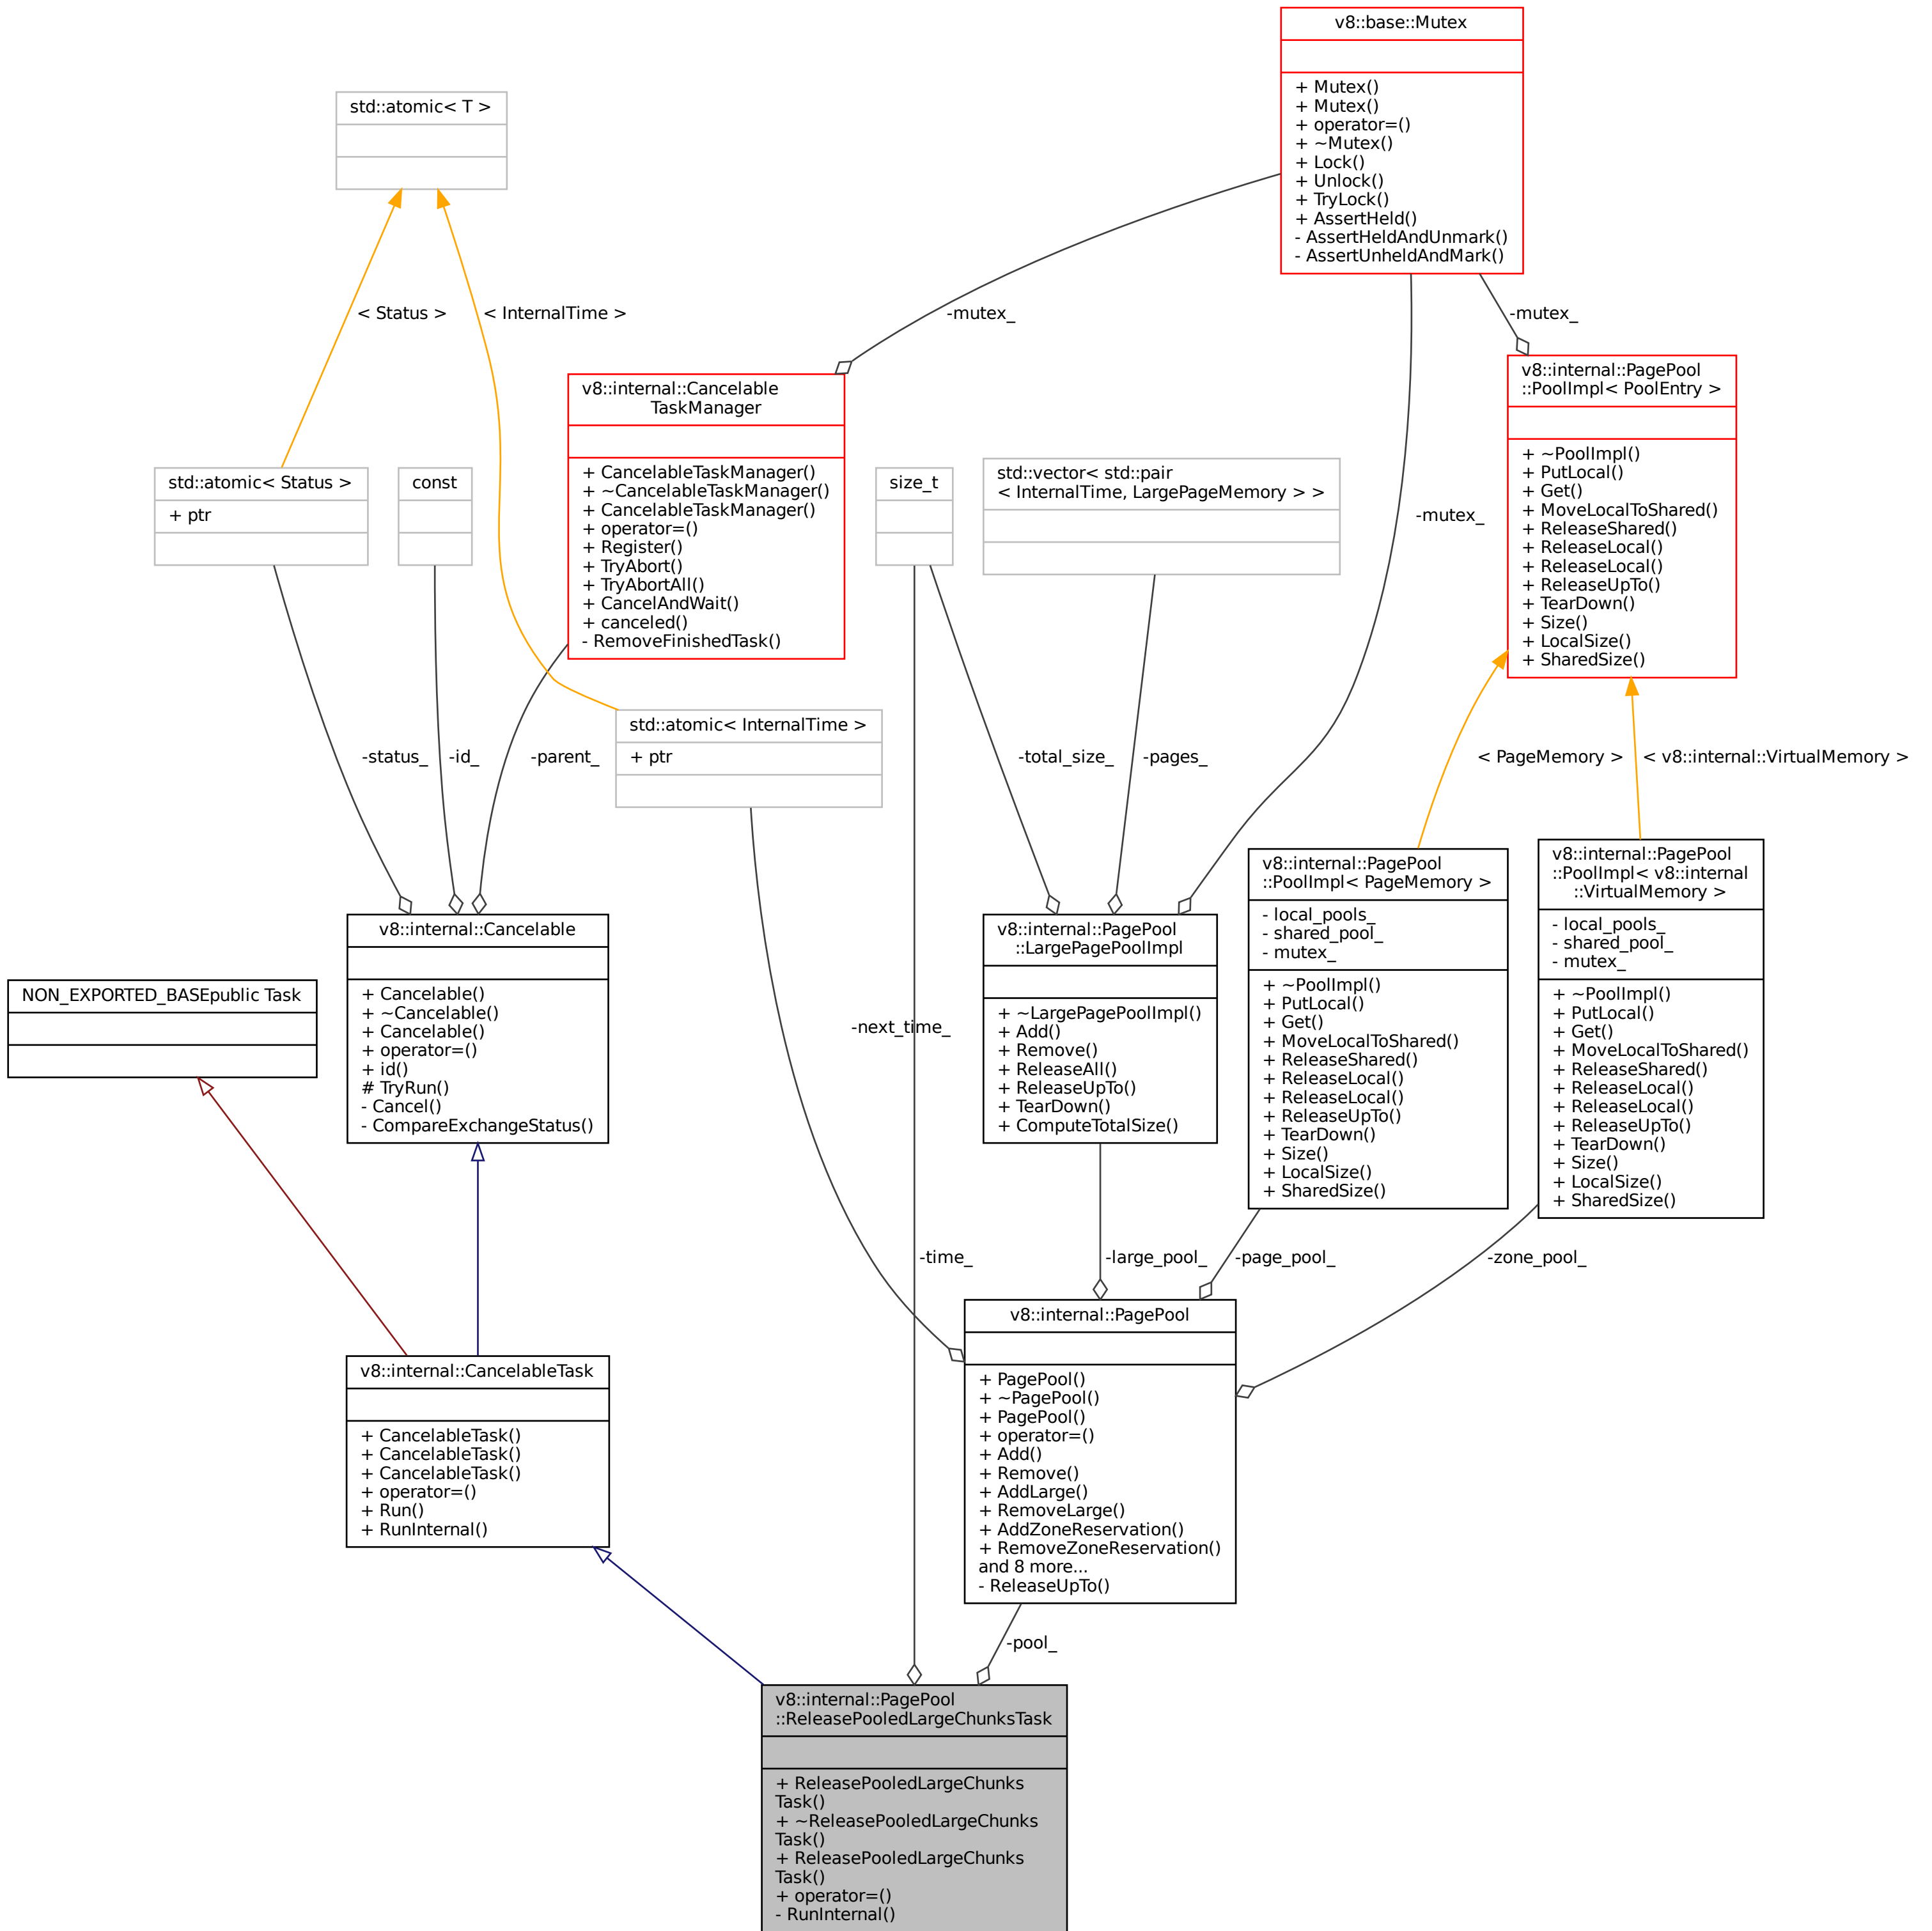 v8::base::Mutex
+ Mutex()
+ Mutex()
+ operator=()
+ ~Mutex()
+ Lock()
+ Unlock()
+ TryLock()
+ AssertHeld()
- AssertHeldAndUnmark()
- AssertUnheldAndMark()
std::atomic< T >
< Status >
< InternalTime >
-mutex_
-mutex_
v8::internal::PagePool
::PoolImpl< PoolEntry >
+ ~PoolImpl()
+ PutLocal()
+ Get()
+ MoveLocalToShared()
+ ReleaseShared()
+ ReleaseLocal()
+ ReleaseLocal()
+ ReleaseUpTo()
+ TearDown()
+ Size()
+ LocalSize()
+ SharedSize()
v8::internal::Cancelable
TaskManager
+ CancelableTaskManager()
+ ~CancelableTaskManager()
+ CancelableTaskManager()
+ operator=()
+ Register()
+ TryAbort()
+ TryAbortAll()
+ CancelAndWait()
+ canceled()
- RemoveFinishedTask()
std::atomic< Status >
+ ptr
const
size_t
std::vector< std::pair
< InternalTime, LargePageMemory > >
-mutex_
std::atomic< InternalTime >
+ ptr
-status_
-id_
-parent_
-total_size_
-pages_
< PageMemory >
< v8::internal::VirtualMemory >
v8::internal::Cancelable
+ Cancelable()
+ ~Cancelable()
+ Cancelable()
+ operator=()
+ id()
# TryRun()
- Cancel()
- CompareExchangeStatus()
v8::internal::PagePool
::LargePagePoolImpl
+ ~LargePagePoolImpl()
+ Add()
+ Remove()
+ ReleaseAll()
+ ReleaseUpTo()
+ TearDown()
+ ComputeTotalSize()
v8::internal::PagePool
::PoolImpl< PageMemory >
- local_pools_
- shared_pool_
- mutex_
+ ~PoolImpl()
+ PutLocal()
+ Get()
+ MoveLocalToShared()
+ ReleaseShared()
+ ReleaseLocal()
+ ReleaseLocal()
+ ReleaseUpTo()
+ TearDown()
+ Size()
+ LocalSize()
+ SharedSize()
v8::internal::PagePool
::PoolImpl< v8::internal
::VirtualMemory >
- local_pools_
- shared_pool_
- mutex_
+ ~PoolImpl()
+ PutLocal()
+ Get()
+ MoveLocalToShared()
+ ReleaseShared()
+ ReleaseLocal()
+ ReleaseLocal()
+ ReleaseUpTo()
+ TearDown()
+ Size()
+ LocalSize()
+ SharedSize()
NON_EXPORTED_BASEpublic Task
-next_time_
-time_
-large_pool_
-page_pool_
-zone_pool_
v8::internal::PagePool
+ PagePool()
+ ~PagePool()
+ PagePool()
+ operator=()
+ Add()
+ Remove()
+ AddLarge()
+ RemoveLarge()
+ AddZoneReservation()
+ RemoveZoneReservation()
and 8 more...
- ReleaseUpTo()
v8::internal::CancelableTask
+ CancelableTask()
+ CancelableTask()
+ CancelableTask()
+ operator=()
+ Run()
+ RunInternal()
-pool_
v8::internal::PagePool
::ReleasePooledLargeChunksTask
+ ReleasePooledLargeChunks
Task()
+ ~ReleasePooledLargeChunks
Task()
+ ReleasePooledLargeChunks
Task()
+ operator=()
- RunInternal()